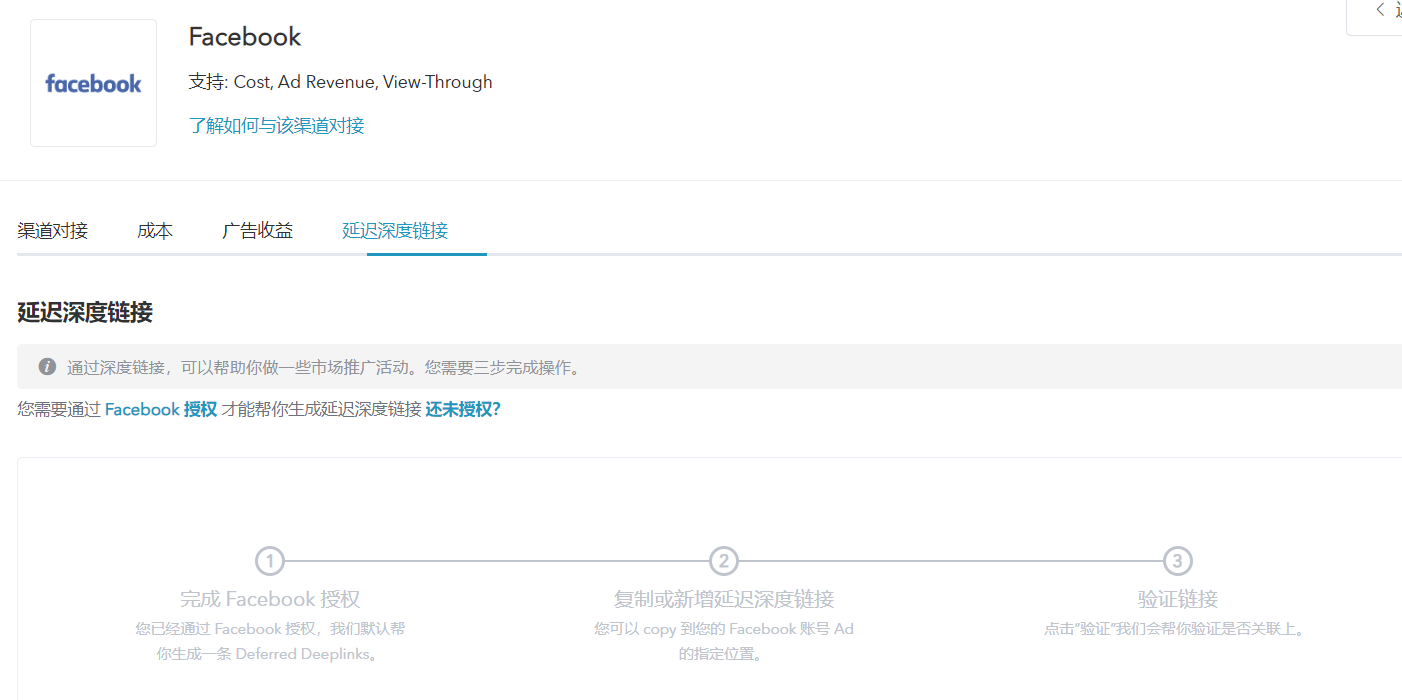 Facebook
facebook
支持: Cost, Ad Revenue, View-Through
了解如何与该渠道对接
渠道对接 成本 广告收益 延迟深度链接
延迟深度链接
通过深度链接，可以帮助你做一些市场推广活动。您需要三步完成操作。
您需要通过 Facebook 授权 才能帮你生成延迟深度链接 还未授权?
1 2 3
完成 Facebook 授权
您已经通过 Facebook 授权，我们默认帮
你生成一条 Deferred Deeplinks。
复制或新增延迟深度链接
您可以 copy 到您的 Facebook 账号 Ad
的指定位置。
验证链接
点击“验证”我们会帮你验证是否关联上。